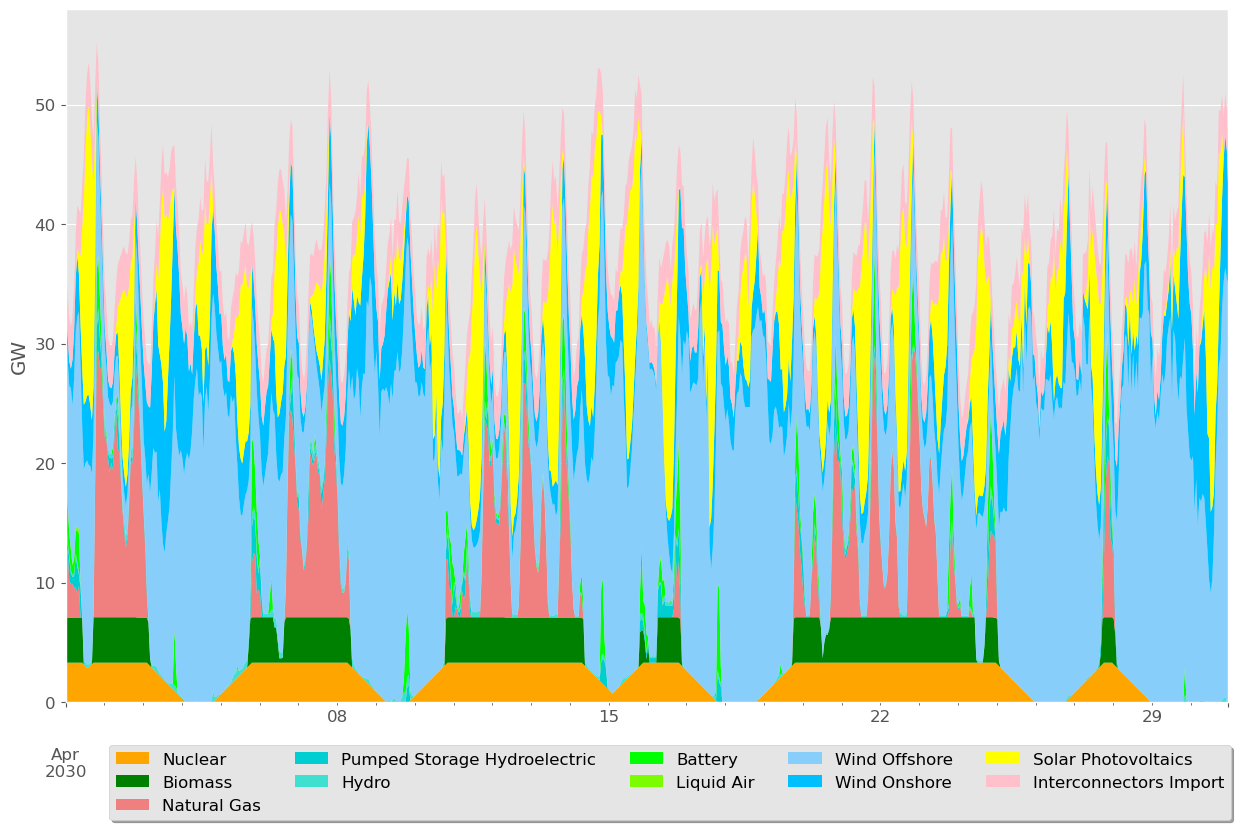 GW
50
40
30
20
10
0
08 15 22 29
Apr
2030
Nuclear Pumped Storage Hydroelectric Battery Wind Offshore Solar Photovoltaics
Biomass Hydro Liquid Air Wind Onshore Interconnectors Import
Natural Gas